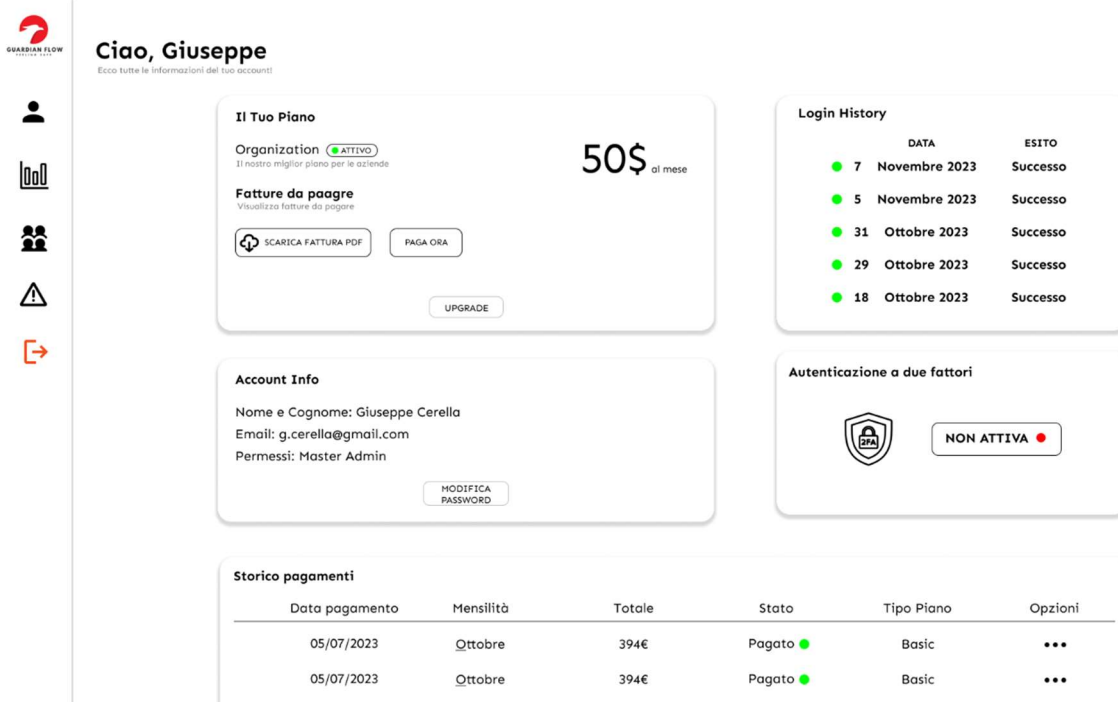 GUARDIAN FLOW
Ciao, Giuseppe
Ecco tutte le informazioni del tuo account!
Il Tuo Piano
Organization ATTIVO
Il nostro miglior piano per le aziende
50$ al mese
Fatture da paagre
Visualizza fatture da pagare
SCARICA FATTURA PDF
PAGA ORA
UPGRADE
Login History
DATA ESITO
7 Novembre 2023 Successo
5 Novembre 2023 Successo
31 Ottobre 2023 Successo
29 Ottobre 2023 Successo
18 Ottobre 2023 Successo
Account Info
Nome e Cognome: Giuseppe Cerella
Email: g.cerella@gmail.com
Permessi: Master Admin
MODIFICA
PASSWORD
Autenticazione a due fattori
2FA
NON ATTIVA
Storico pagamenti
Data pagamento Mensilità Totale Stato Tipo Piano Opzioni
05/07/2023 Ottobre 394€ Pagato Basic
05/07/2023 Ottobre 394€ Pagato Basic